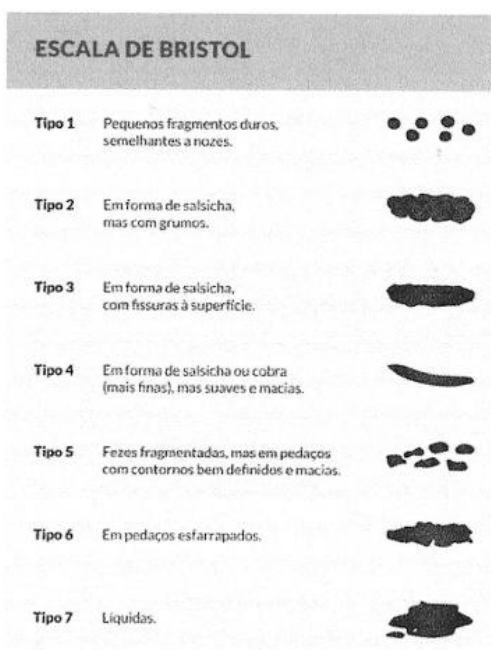 ESCALA DE BRISTOL
Tipo 1 Pequenos fragmentos duros,
semelhantes a nozes.
Tipo 2 Em forma de salsicha,
mas com grumos.
Tipo 3 Em forma de salsicha,
com fissuras à superfície.
Tipo 4 Em forma de salsicha ou cobra
(mais finas), mas suaves e macias.
Tipo 5 Fezes fragmentadas, mas em pedaços
com contornos bem definidos e macias.
Tipo 6 Em pedaços esfarrapados.
Tipo 7 Líquidas.